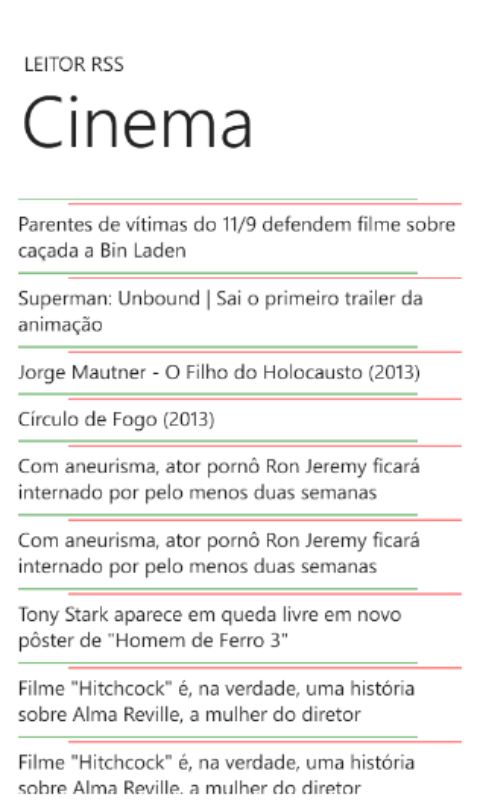 LEITOR RSS
Cinema
Parentes de vítimas do 11/9 defendem filme sobre
caçada a Bin Laden
Superman: Unbound | Sai o primeiro trailer da
animação
Jorge Mautner - O Filho do Holocausto (2013)
Círculo de Fogo (2013)
Com aneurisma, ator pornô Ron Jeremy ficará
internado por pelo menos duas semanas
Com aneurisma, ator pornô Ron Jeremy ficará
internado por pelo menos duas semanas
Tony Stark aparece em queda livre em novo
pôster de "Homem de Ferro 3"
Filme "Hitchcock" é, na verdade, uma história
sobre Alma Reville, a mulher do diretor
Filme "Hitchcock" é, na verdade, uma história
sobre Alma Reville, a mulher do diretor